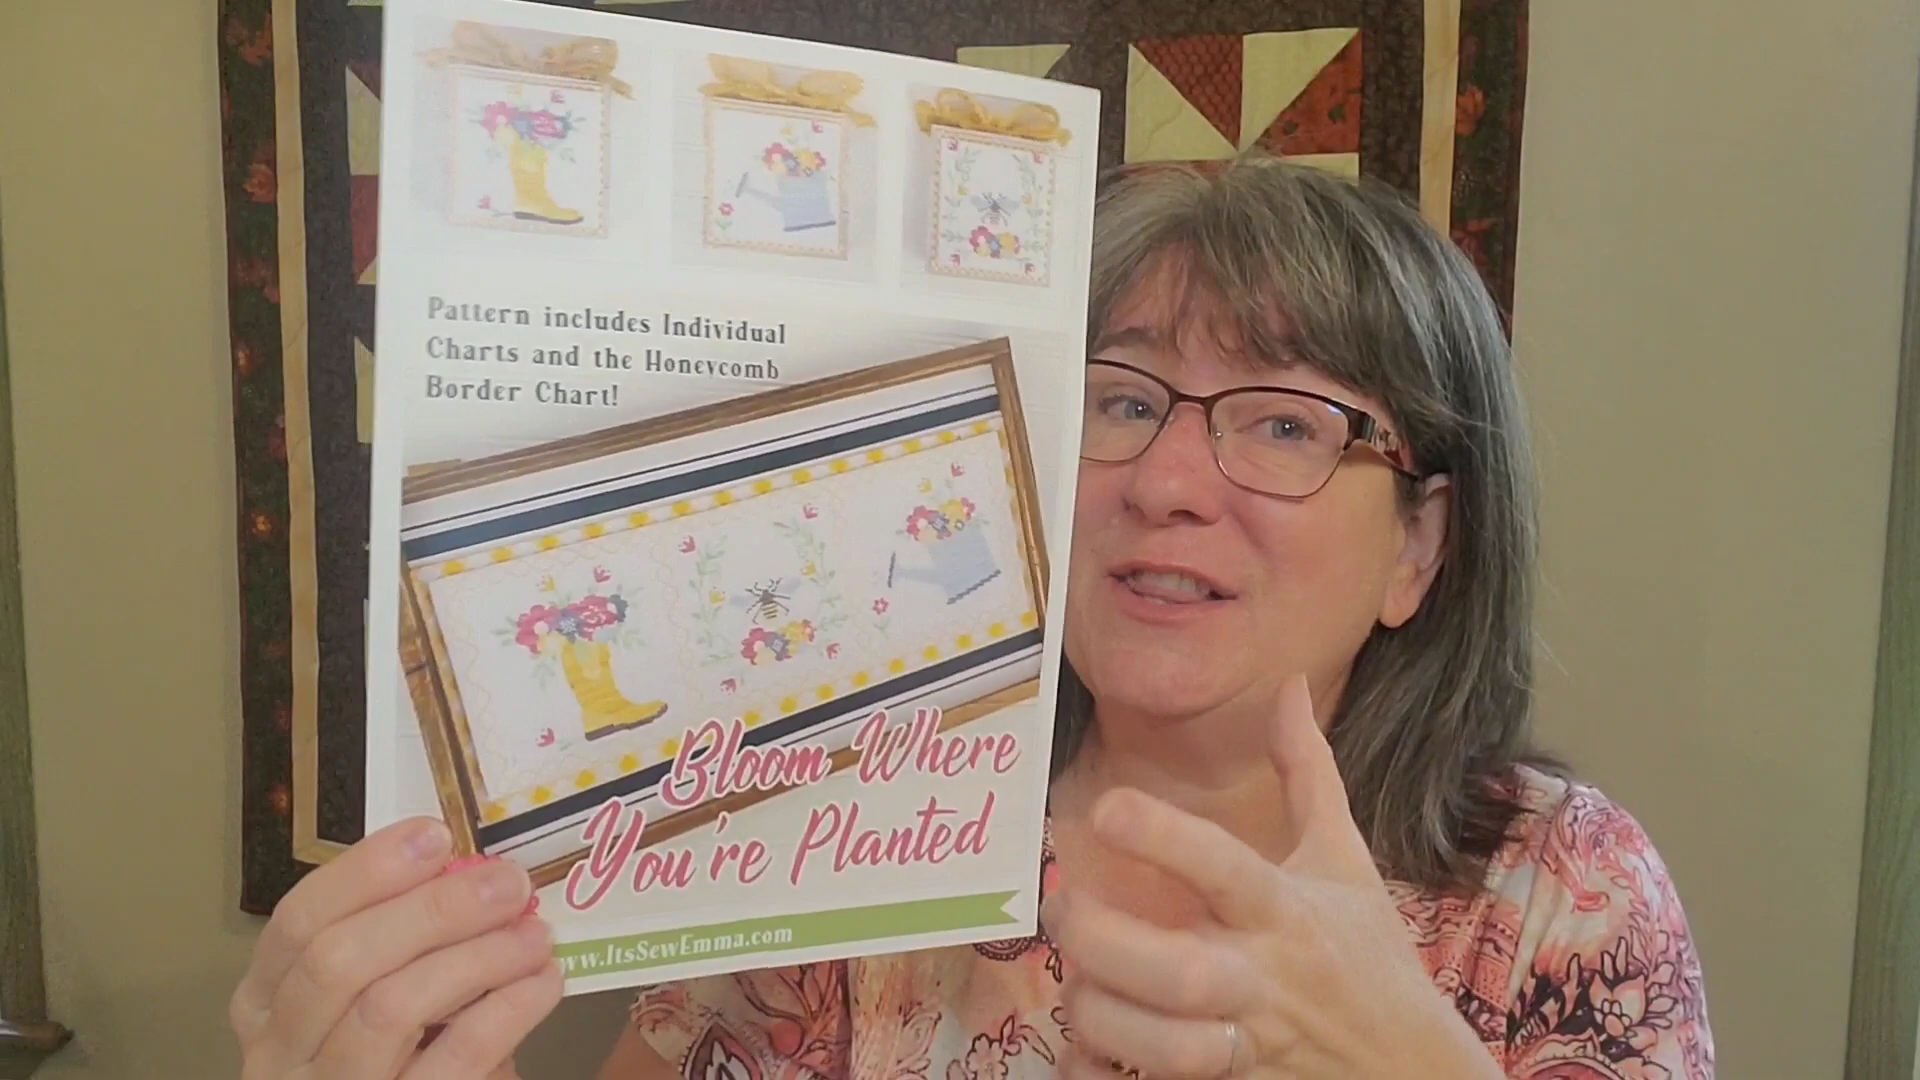 Pattern includes Individual
Charts and the Honeycomb
Border Chart!
Bloom Where
You're Planted
www.ItsSewEmma.com